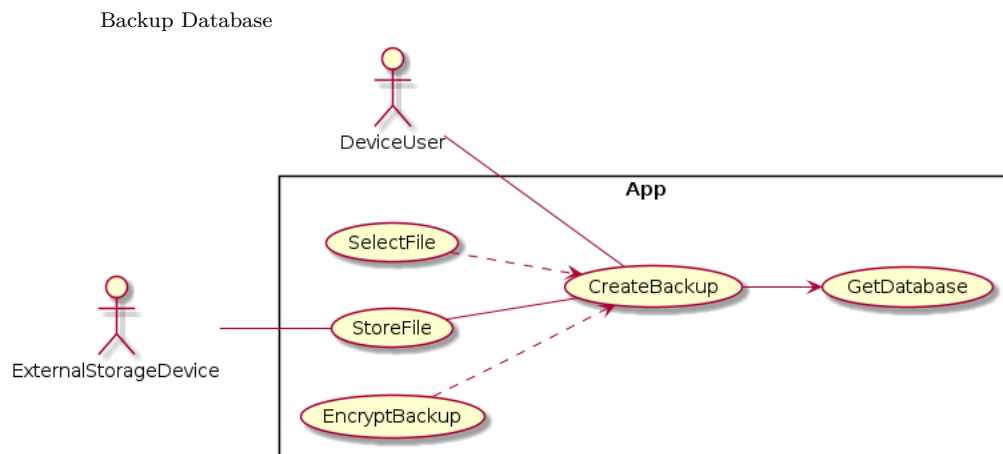 Backup Database
DeviceUser
App
SelectFile
CreateBackup
GetDatabase
StoreFile
ExternalStorageDevice
EncryptBackup